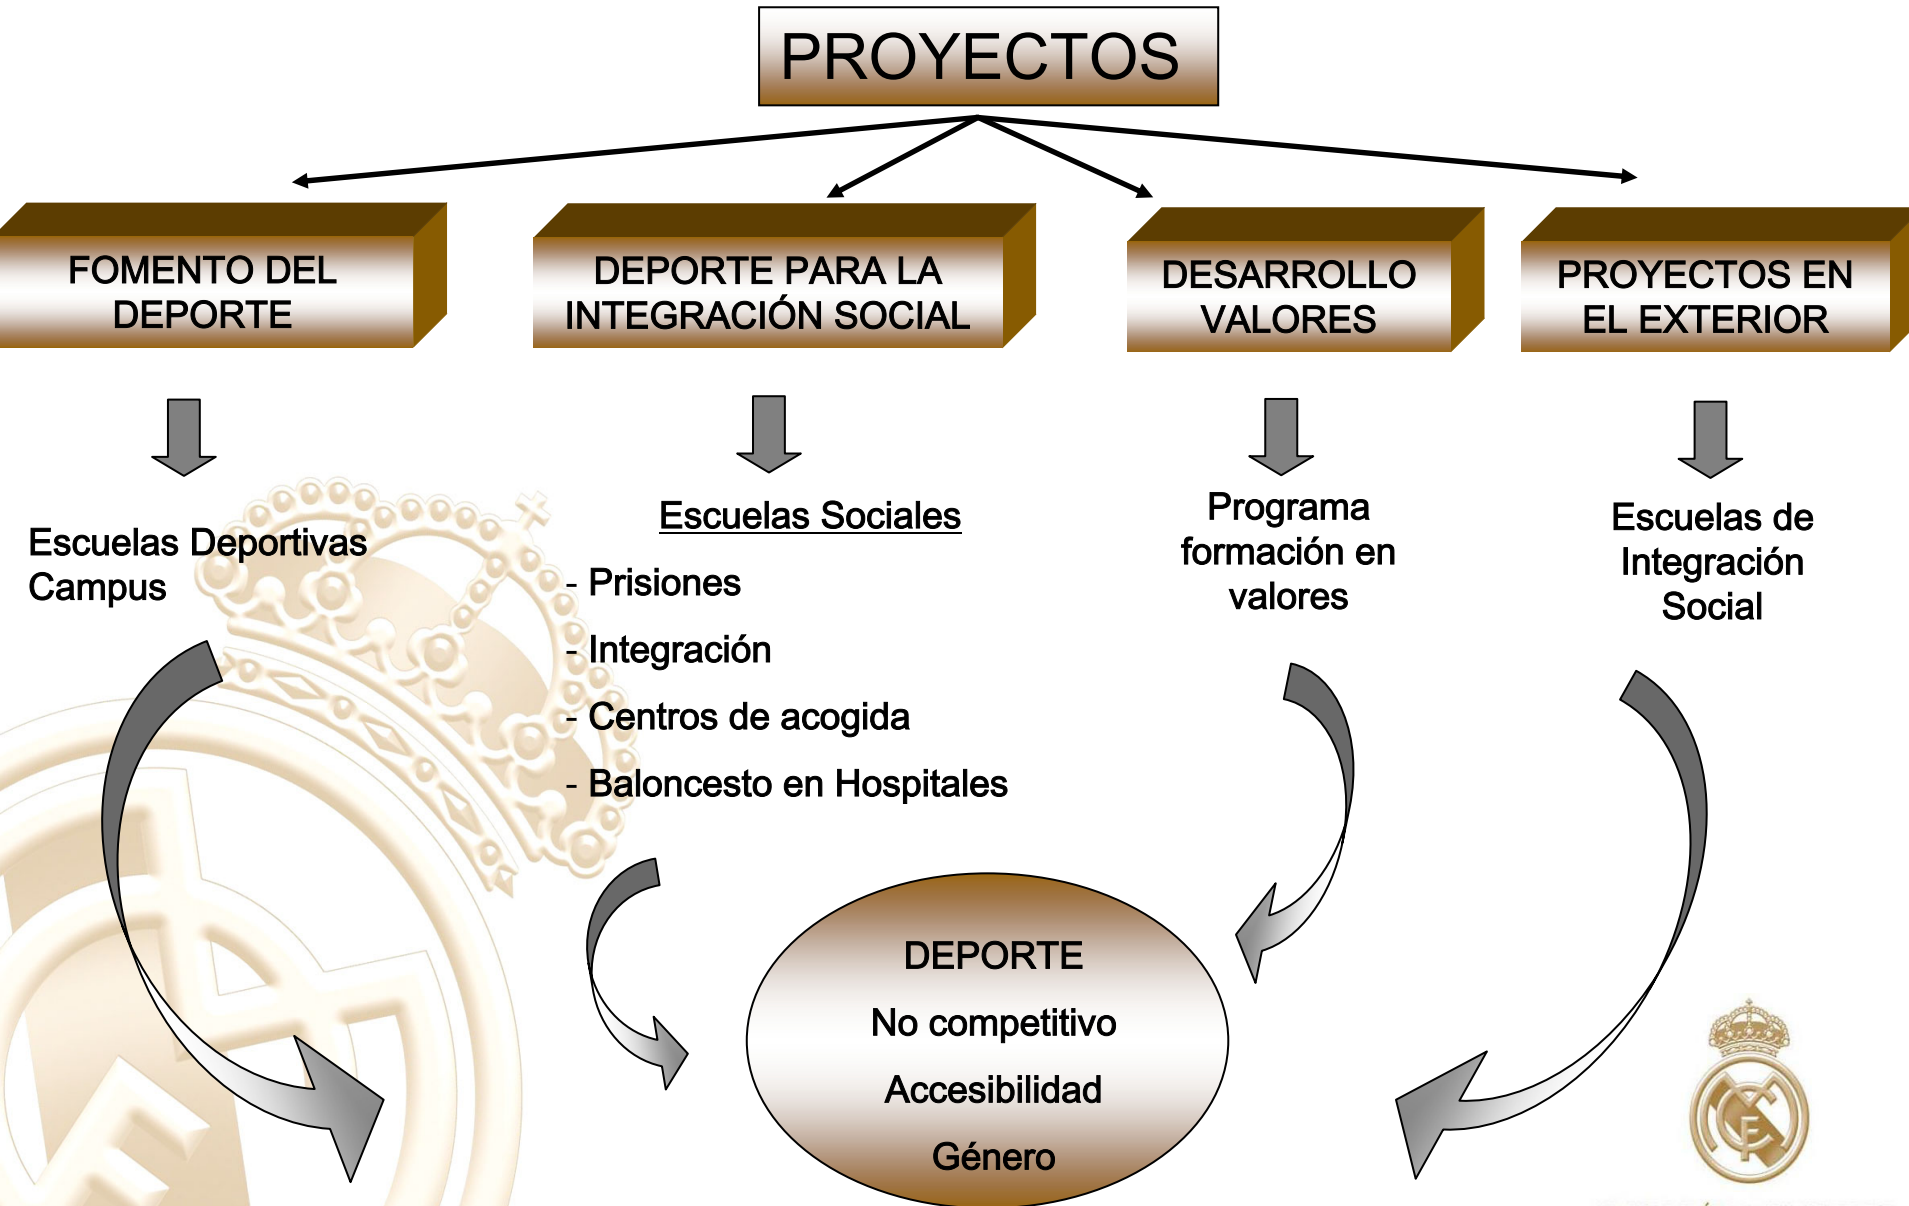 PROYECTOS
FOMENTO DEL
DEPORTE
DEPORTE PARA LA
INTEGRACIÓN SOCIAL
DESARROLLO
VALORES
PROYECTOS EN
EL EXTERIOR
Escuelas Deportivas
Campus
Escuelas Sociales
- Prisiones
- Integración
- Centros de acogida
- Baloncesto en Hospitales
Programa
formación en
valores
Escuelas de
Integración
Social
DEPORTE
No competitivo
Accesibilidad
Género